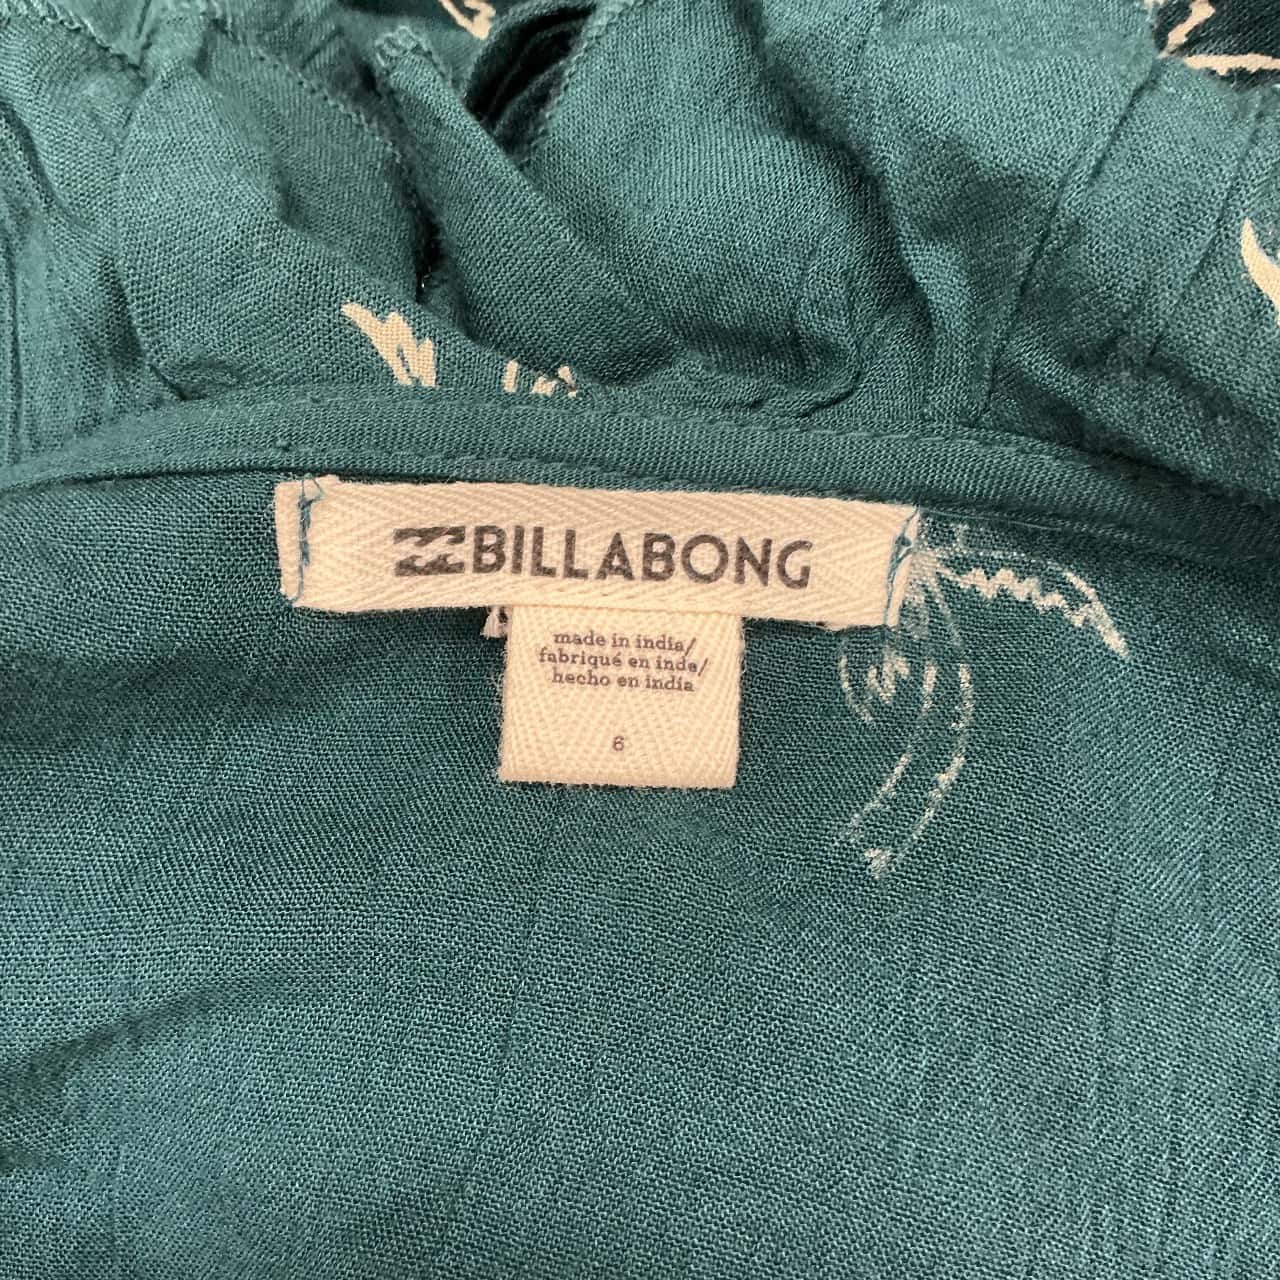 BILLABONG
made in india/
fabriqué en inde/
hecho en india
6